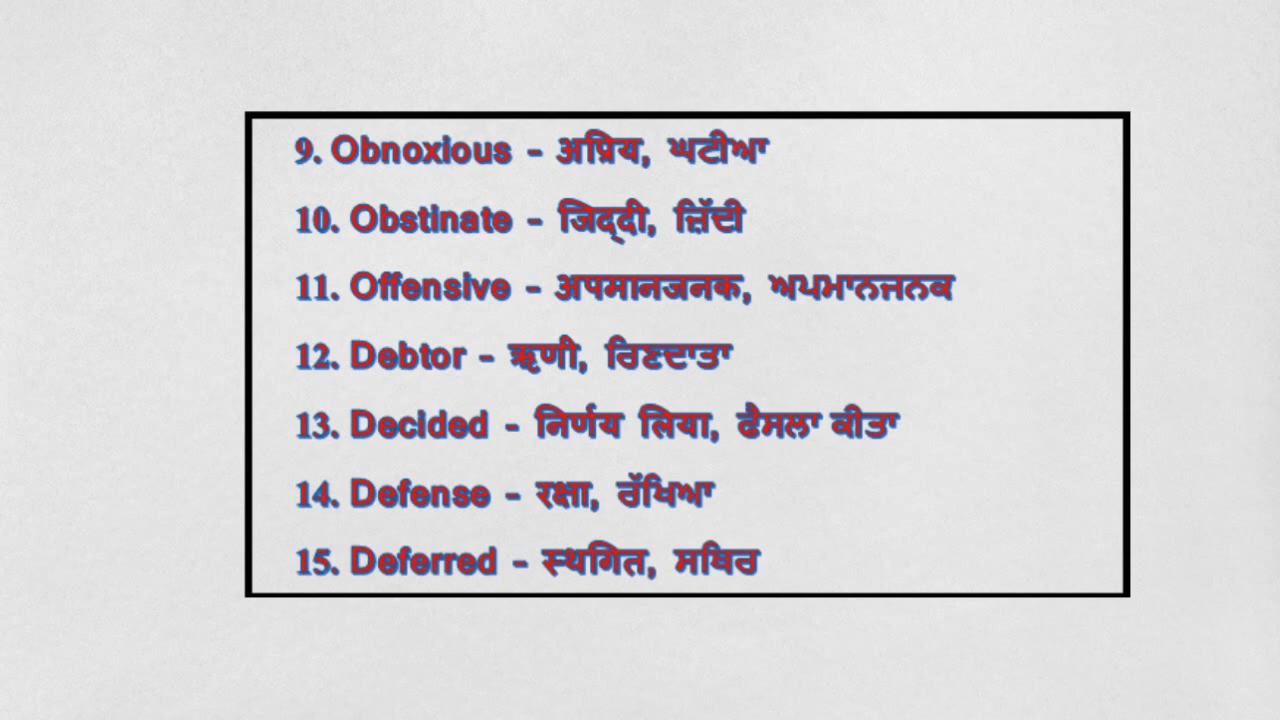 9. Obnoxious - अप्रिय, ਘਟੀਆ
10. Obstinate - जिद्दी, ਜ਼ਿੱਦੀ
11. Offensive - अपमानजनक, ਅਪਮਾਨਜਨਕ
12. Debtor - ऋणी, ਰਿਣਦਾਤਾ
13. Decided - निर्णय लिया, ਫੈਸਲਾ ਕੀਤਾ
14. Defense - रक्षा, ਰੱਖਿਆ
15. Deferred - स्थगित, ਸਥਿਰ